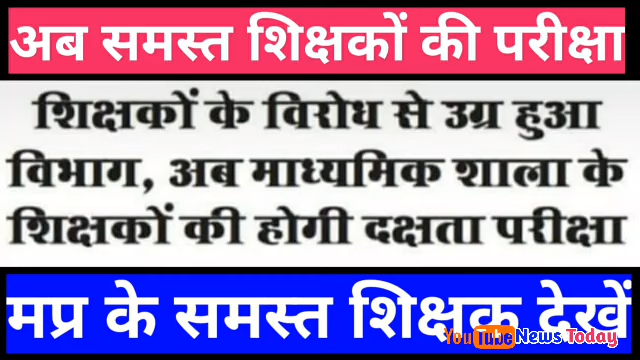 अब समस्त शिक्षकों की परीक्षा
शिक्षकों के विरोध से उग्र हुआ
विभाग, अब माध्यमिक शाला के
शिक्षकों की होगी दक्षता परीक्षा
मप्र के समस्त शिक्षक देखें
YouTube News Today